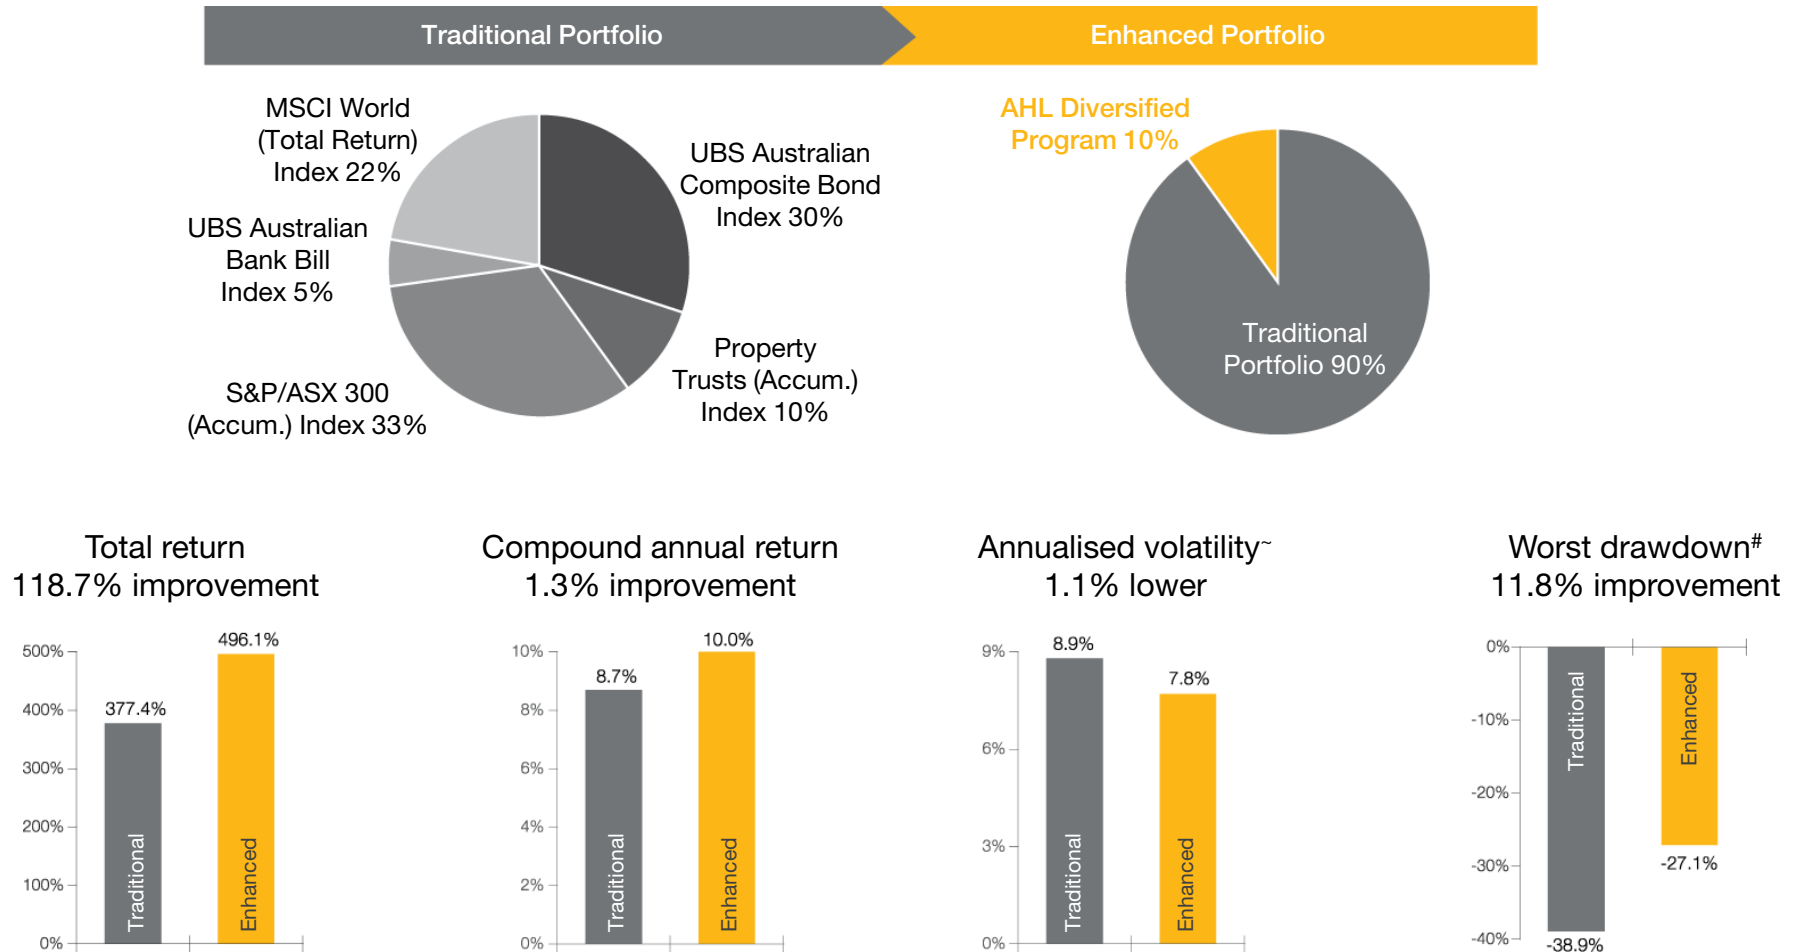 Traditional Portfolio
Enhanced Portfolio
MSCI World
(Total Return)
Index 22%
UBS Australian
Composite Bond
Index 30%
UBS Australian
Bank Bill
Index 5%
Property
Trusts (Accum.)
Index 10%
S&P/ASX 300
(Accum.) Index 33%
AHL Diversified
Program 10%
Traditional
Portfolio 90%
Total return
118.7% improvement
500%
400%
300%
200%
100%
0%
377.4%
Traditional
496.1%
Enhanced
Compound annual return
1.3% improvement
10%
8%
6%
4%
2%
0%
8.7%
Traditional
10.0%
Enhanced
Annualised volatility~
1.1% lower
9%
6%
3%
0%
8.9%
Traditional
7.8%
Enhanced
Worst drawdown#
11.8% improvement
0%
-10%
-20%
-30%
-40%
Traditional
-38.9%
Enhanced
-27.1%